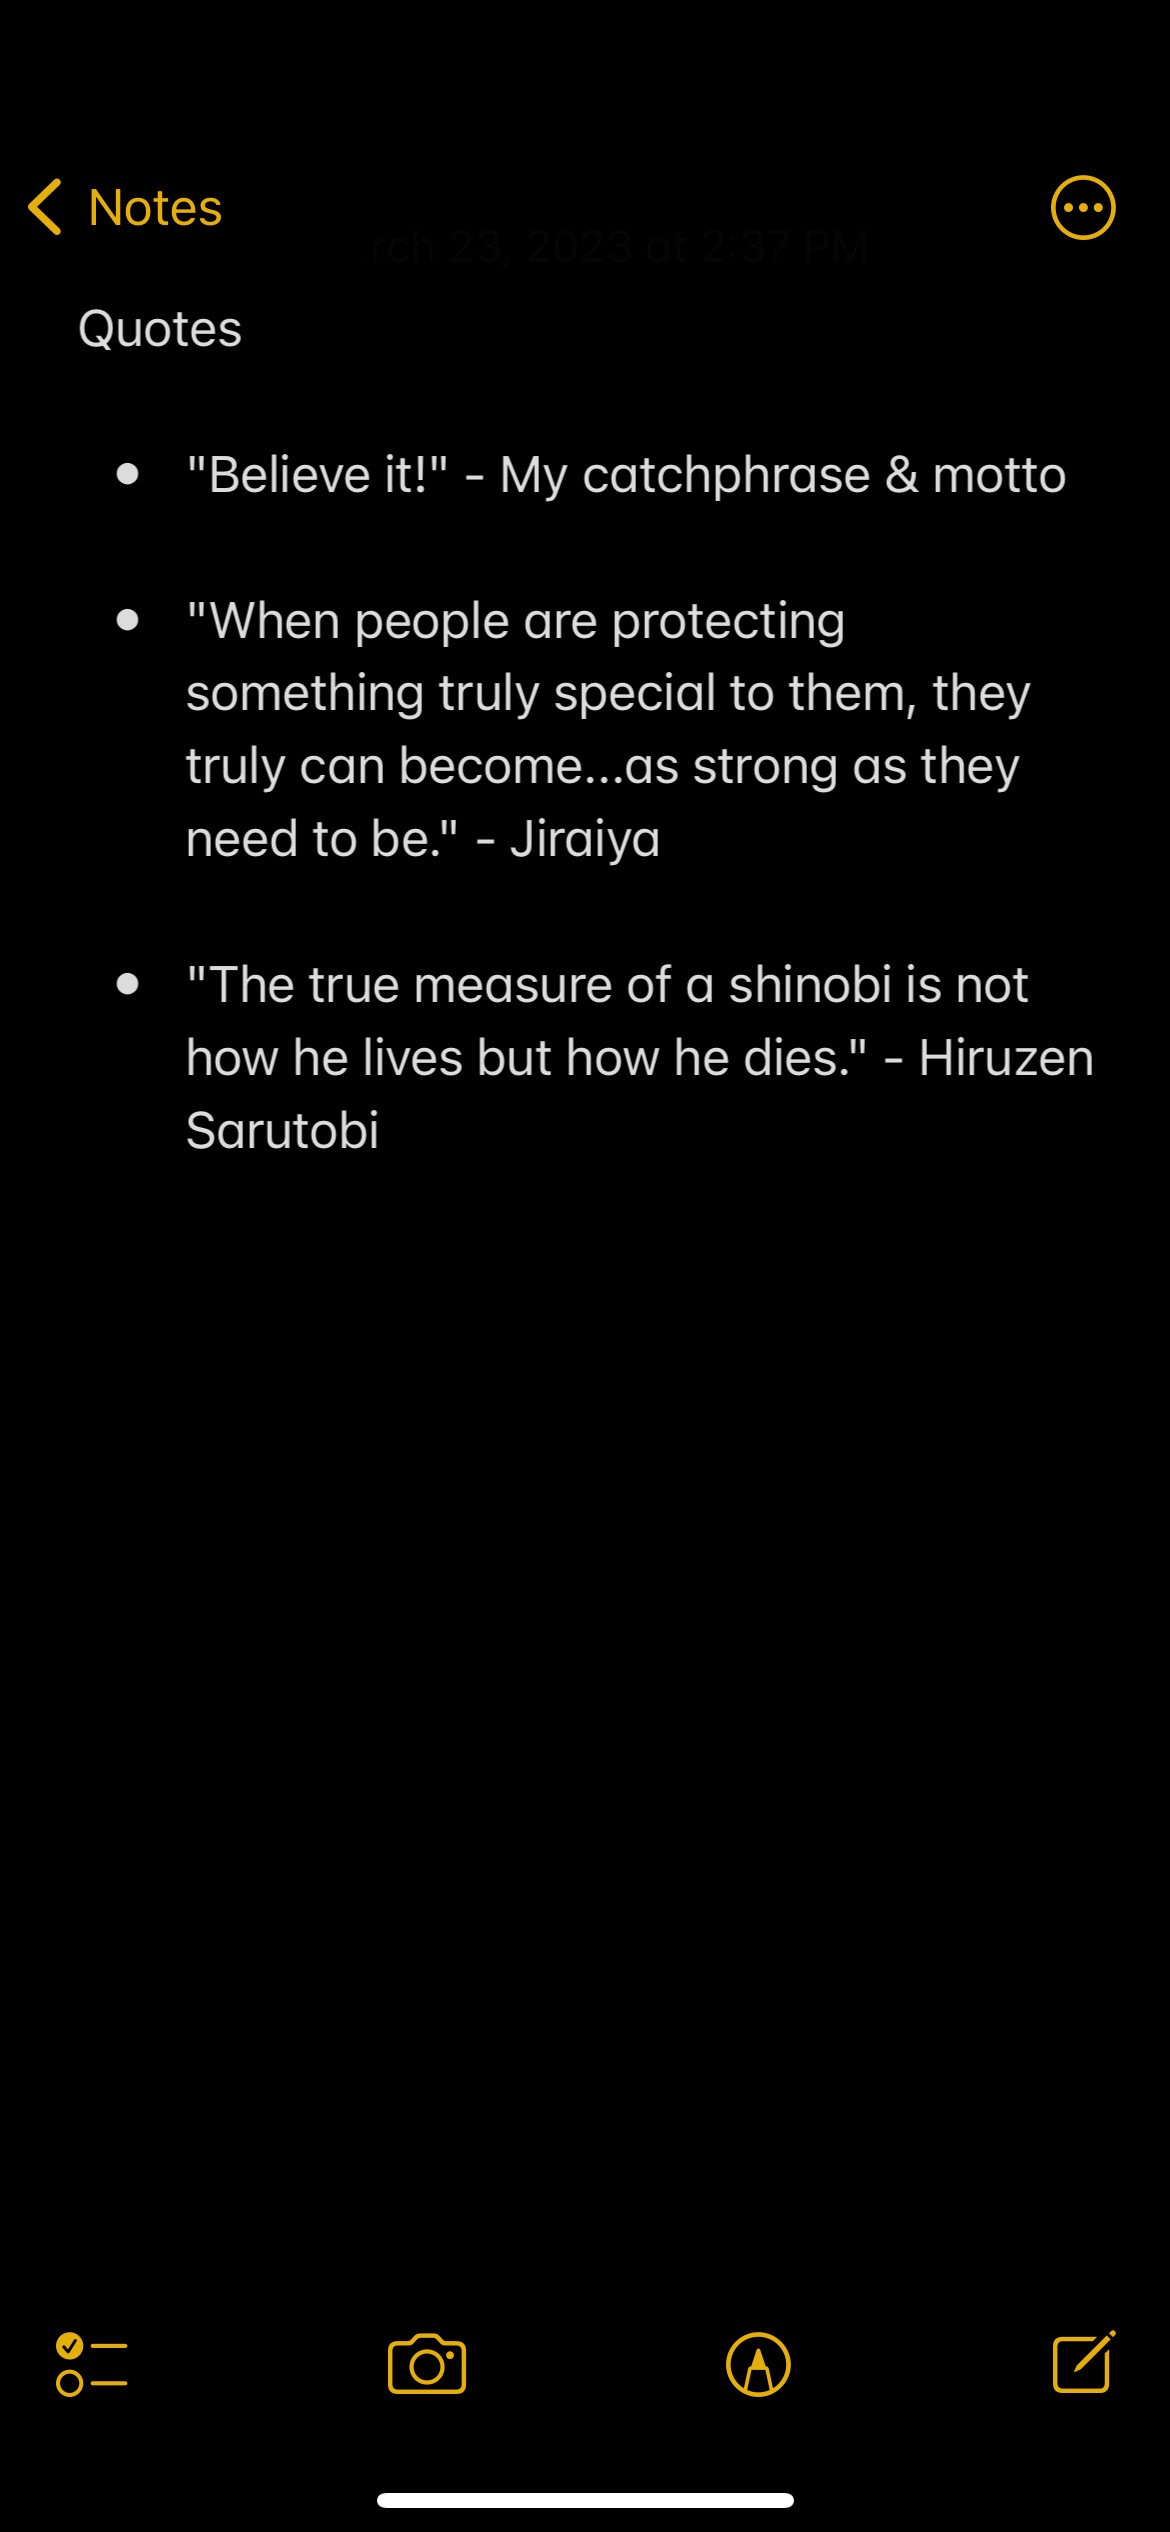 Notes
rch 23, 2023 at 2:37 PM
Quotes
• "Believe it!" - My catchphrase & motto
• "When people are protecting
something truly special to them, they
truly can become...as strong as they
need to be." - Jiraiya
• "The true measure of a shinobi is not
how he lives but how he dies." - Hiruzen
Sarutobi